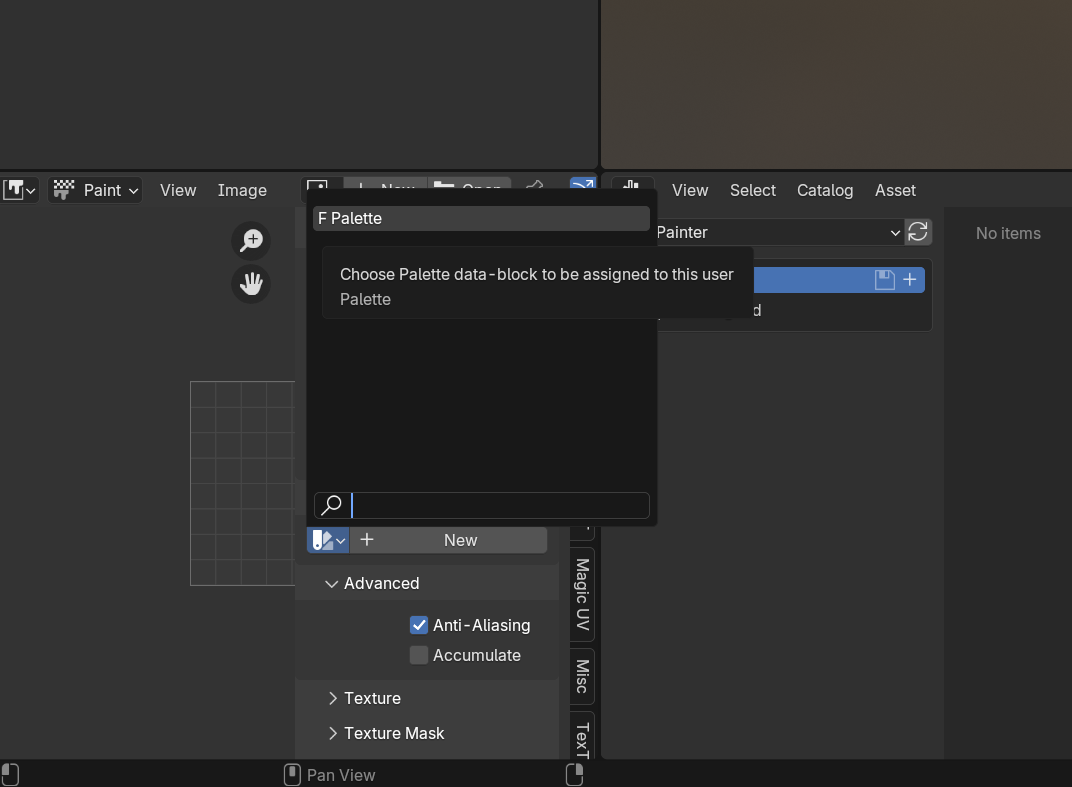 Paint
View
Image
New
Open
View
Select
Catalog
Asset
F Palette
Painter
No items
Choose Palette data-block to be assigned to this user
Palette
New
Advanced
Anti-Aliasing
Accumulate
Texture
Texture Mask
Magic UV
Misc
TexT
Pan View